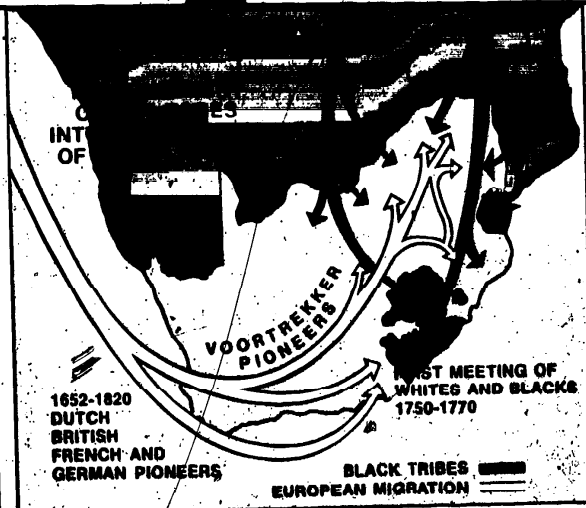 ES
INT
OF
VOORTREKKER
PIONEERS
MEETING OF
WHITES AND BLACKS
1750-1770
1652-1820
DUTCH
BRITISH
FRENCH AND
GERMAN PIONEERS
BLACK TRIBES
EUROPEAN MIGRATION